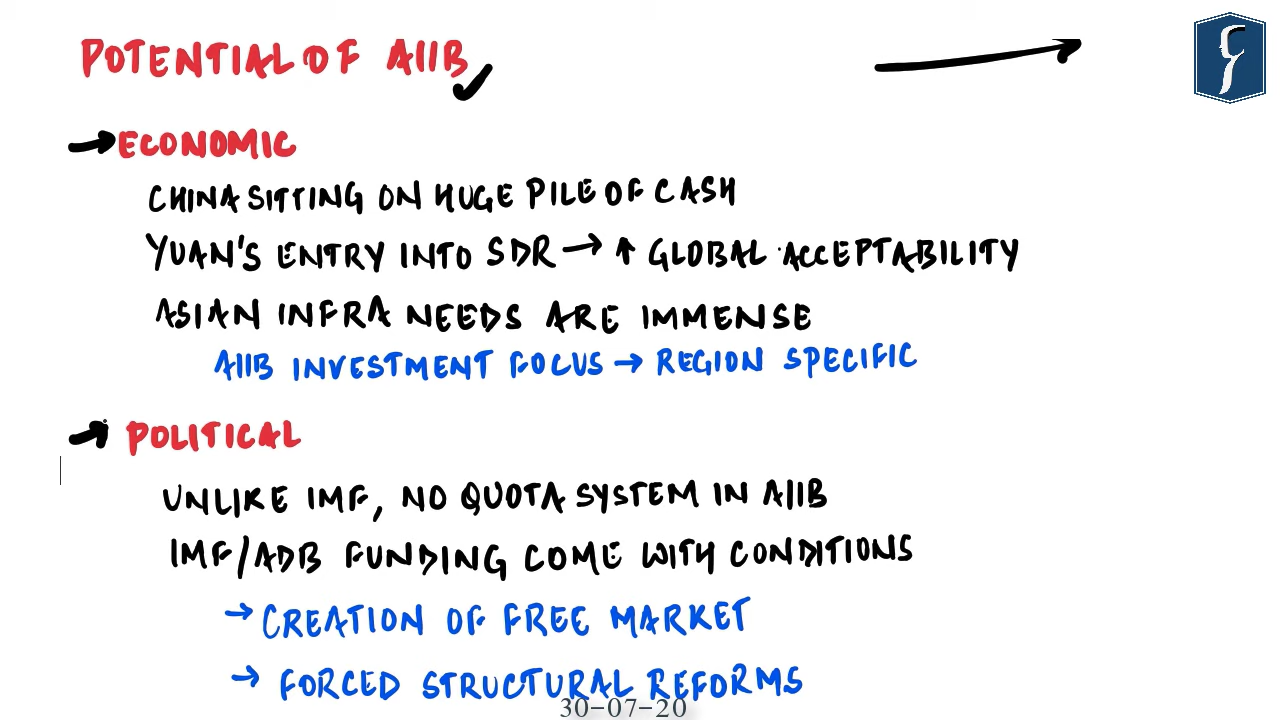 POTENTIAL OF AIIB
ECONOMIC
CHINA SITTING ON HUGE PILE OF CASH
YUAN'S ENTRY INTO SDR → ↑ GLOBAL ACCEPTABILITY
ASIAN INFRA NEEDS ARE IMMENSE
AIIB INVESTMENT FOCUS → REGION SPECIFIC
POLITICAL
UNLIKE IMF, NO QUOTA SYSTEM IN AIIB
IMF/ADB FUNDING COME WITH CONDITIONS
→ CREATION OF FREE MARKET
→ FORCED STRUCTURAL REFORMS
30-07-20